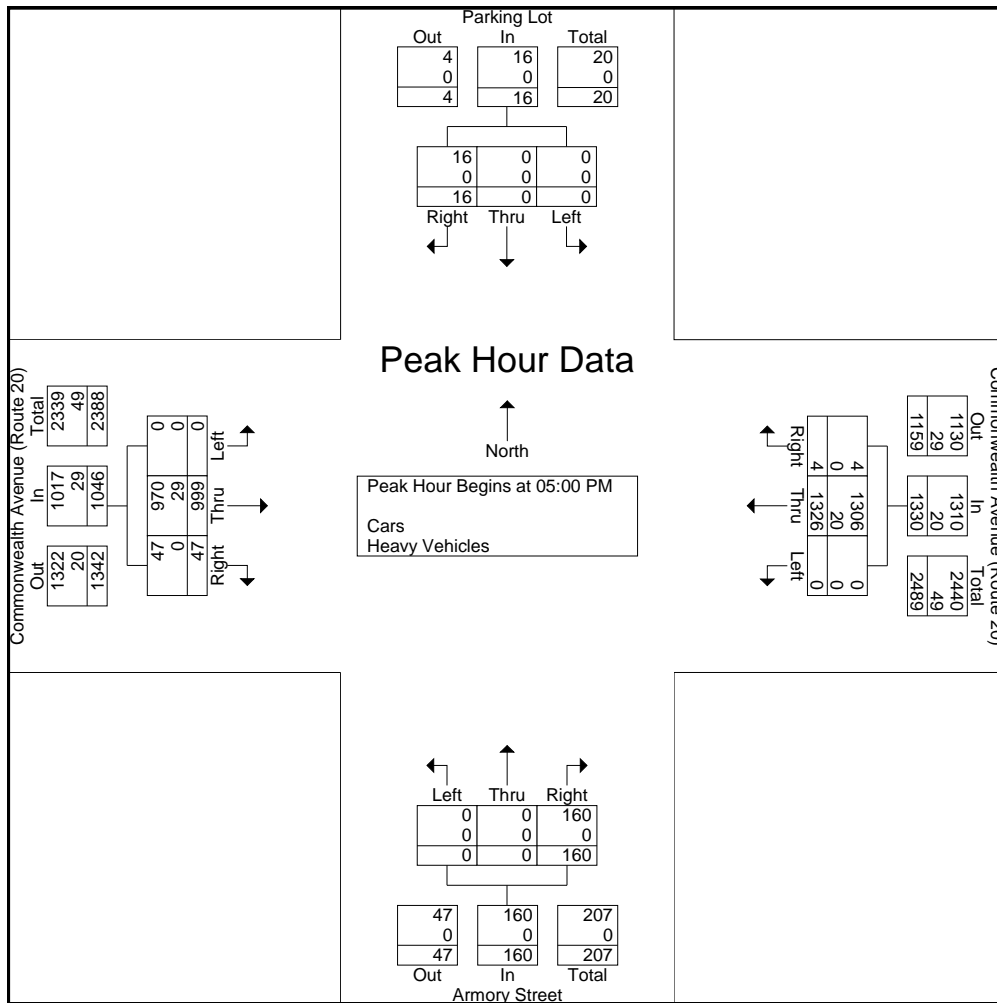 Parking Lot
Out In Total
4 16 20
0 0 0
4 16 20
16 0 0
0 0 0
16 0 0
Right Thru Left
Peak Hour Data
North
Peak Hour Begins at 05:00 PM
Cars
Heavy Vehicles
Commonwealth Avenue (Route 20)
Total In Out
2339 1017 1322
49 29 20
2388 1046 1342
Left Thru Right
0 970 47
0 29 0
0 999 47
Commonwealth Avenue (Route 20)
Out In Total
1130 1310 2440
29 20 49
1159 1330 2489
Right Thru Left
4 1306 0
0 20 0
4 1326 0
Left Thru Right
0 0 160
0 0 0
0 0 160
47 160 207
0 0 0
47 160 207
Out In Total
Armory Street